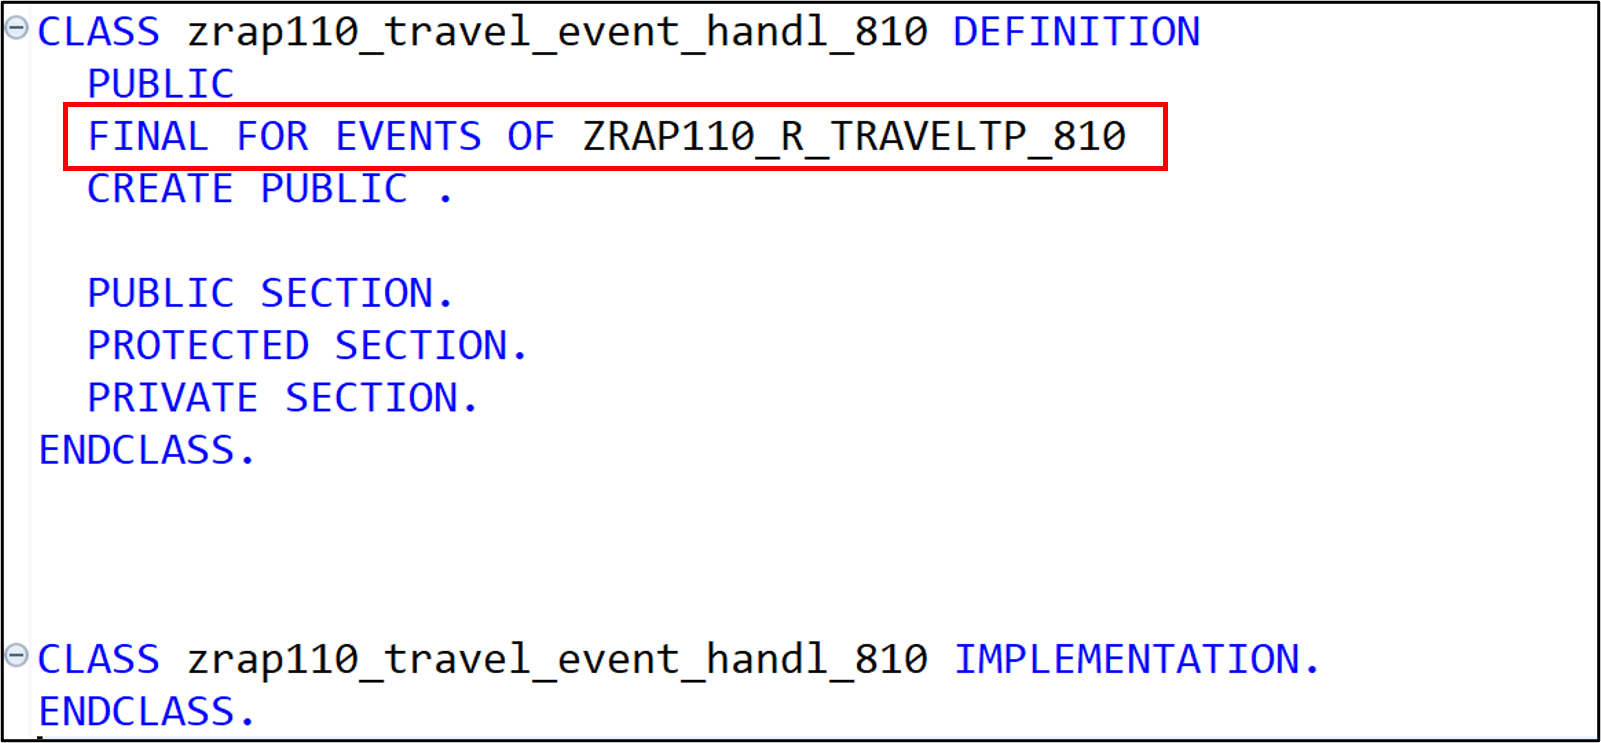 CLASS zrap110_travel_event_handl_810 DEFINITION
PUBLIC
FINAL FOR EVENTS OF ZRAP110_R_TRAVELTP_810
CREATE PUBLIC .
PUBLIC SECTION.
PROTECTED SECTION.
PRIVATE SECTION.
ENDCLASS.
CLASS zrap110_travel_event_handl_810 IMPLEMENTATION.
ENDCLASS.